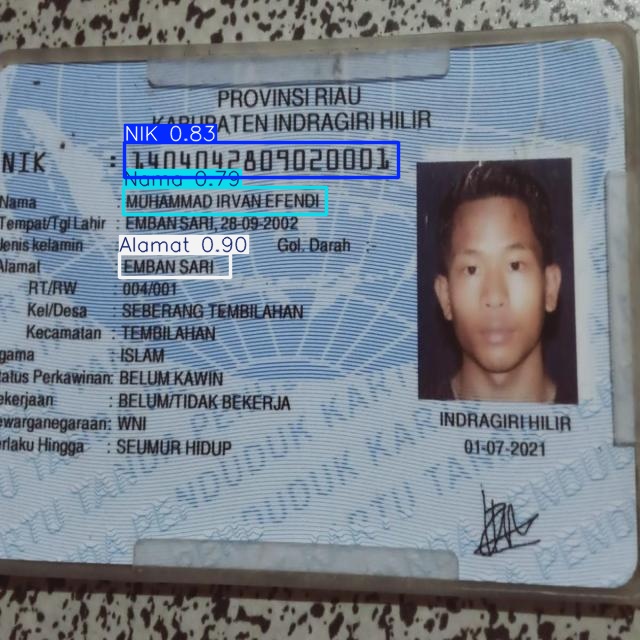 PROVINSI RIAU
KABUPATEN INDRAGIRI HILIR
NIK 0.83
NIK : 1404042809020001
Nama 0.79
Nama : MUHAMMAD IRVAN EFENDI
Tempat/Tgl Lahir : EMBAN SARI, 28-09-2002
Jenis kelamin Alamat 0.90 Gol. Darah :
Alamat EMBAN SARI
RT/RW : 004/001
Kel/Desa : SEBERANG TEMBILAHAN
Kecamatan : TEMBILAHAN
gama : ISLAM
tatus Perkawinan: BELUM KAWIN
ekerjaan : BELUM/TIDAK BEKERJA
ewarganegaraan: WNI
erlaku Hingga : SEUMUR HIDUP
INDRAGIRI HILIR
01-07-2021